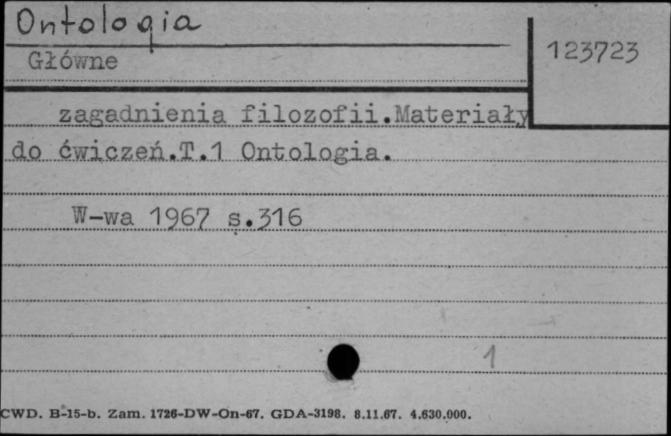 Ontologia
Główne
123723
zagadnienia filozofii.Materiały
do ćwiczeń.T.1 Ontologia.
W-wa 1967 s.316
1
CWD. B-15-b. Zam. 1726-DW-On-67. GDA-3198. 8.11.67. 4.630.000.